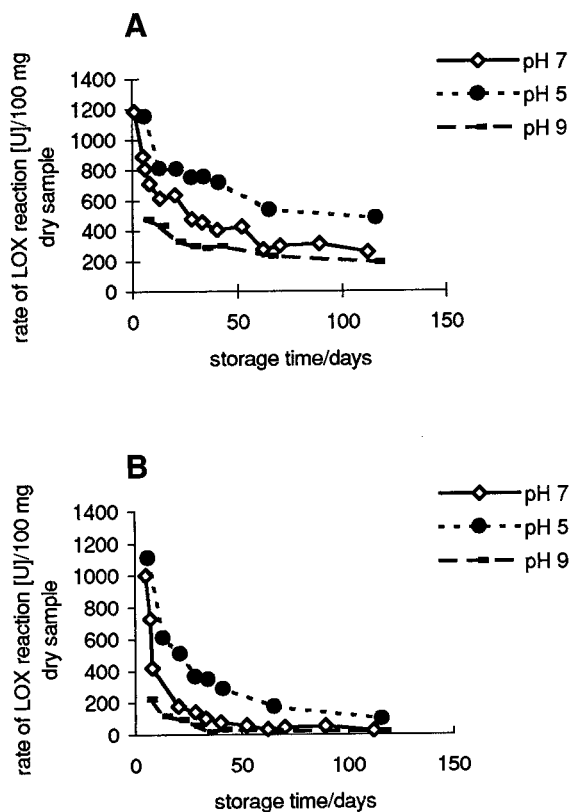 A
pH 7
pH 5
pH 9
rate of LOX reaction [U]/100 mg
dry sample
1400
1200
1000
800
600
400
200
0
0 50 100 150
storage time/days
B
pH 7
pH 5
pH 9
rate of LOX reaction [U]/100 mg
dry sample
1400
1200
1000
800
600
400
200
0
0 50 100 150
storage time/days